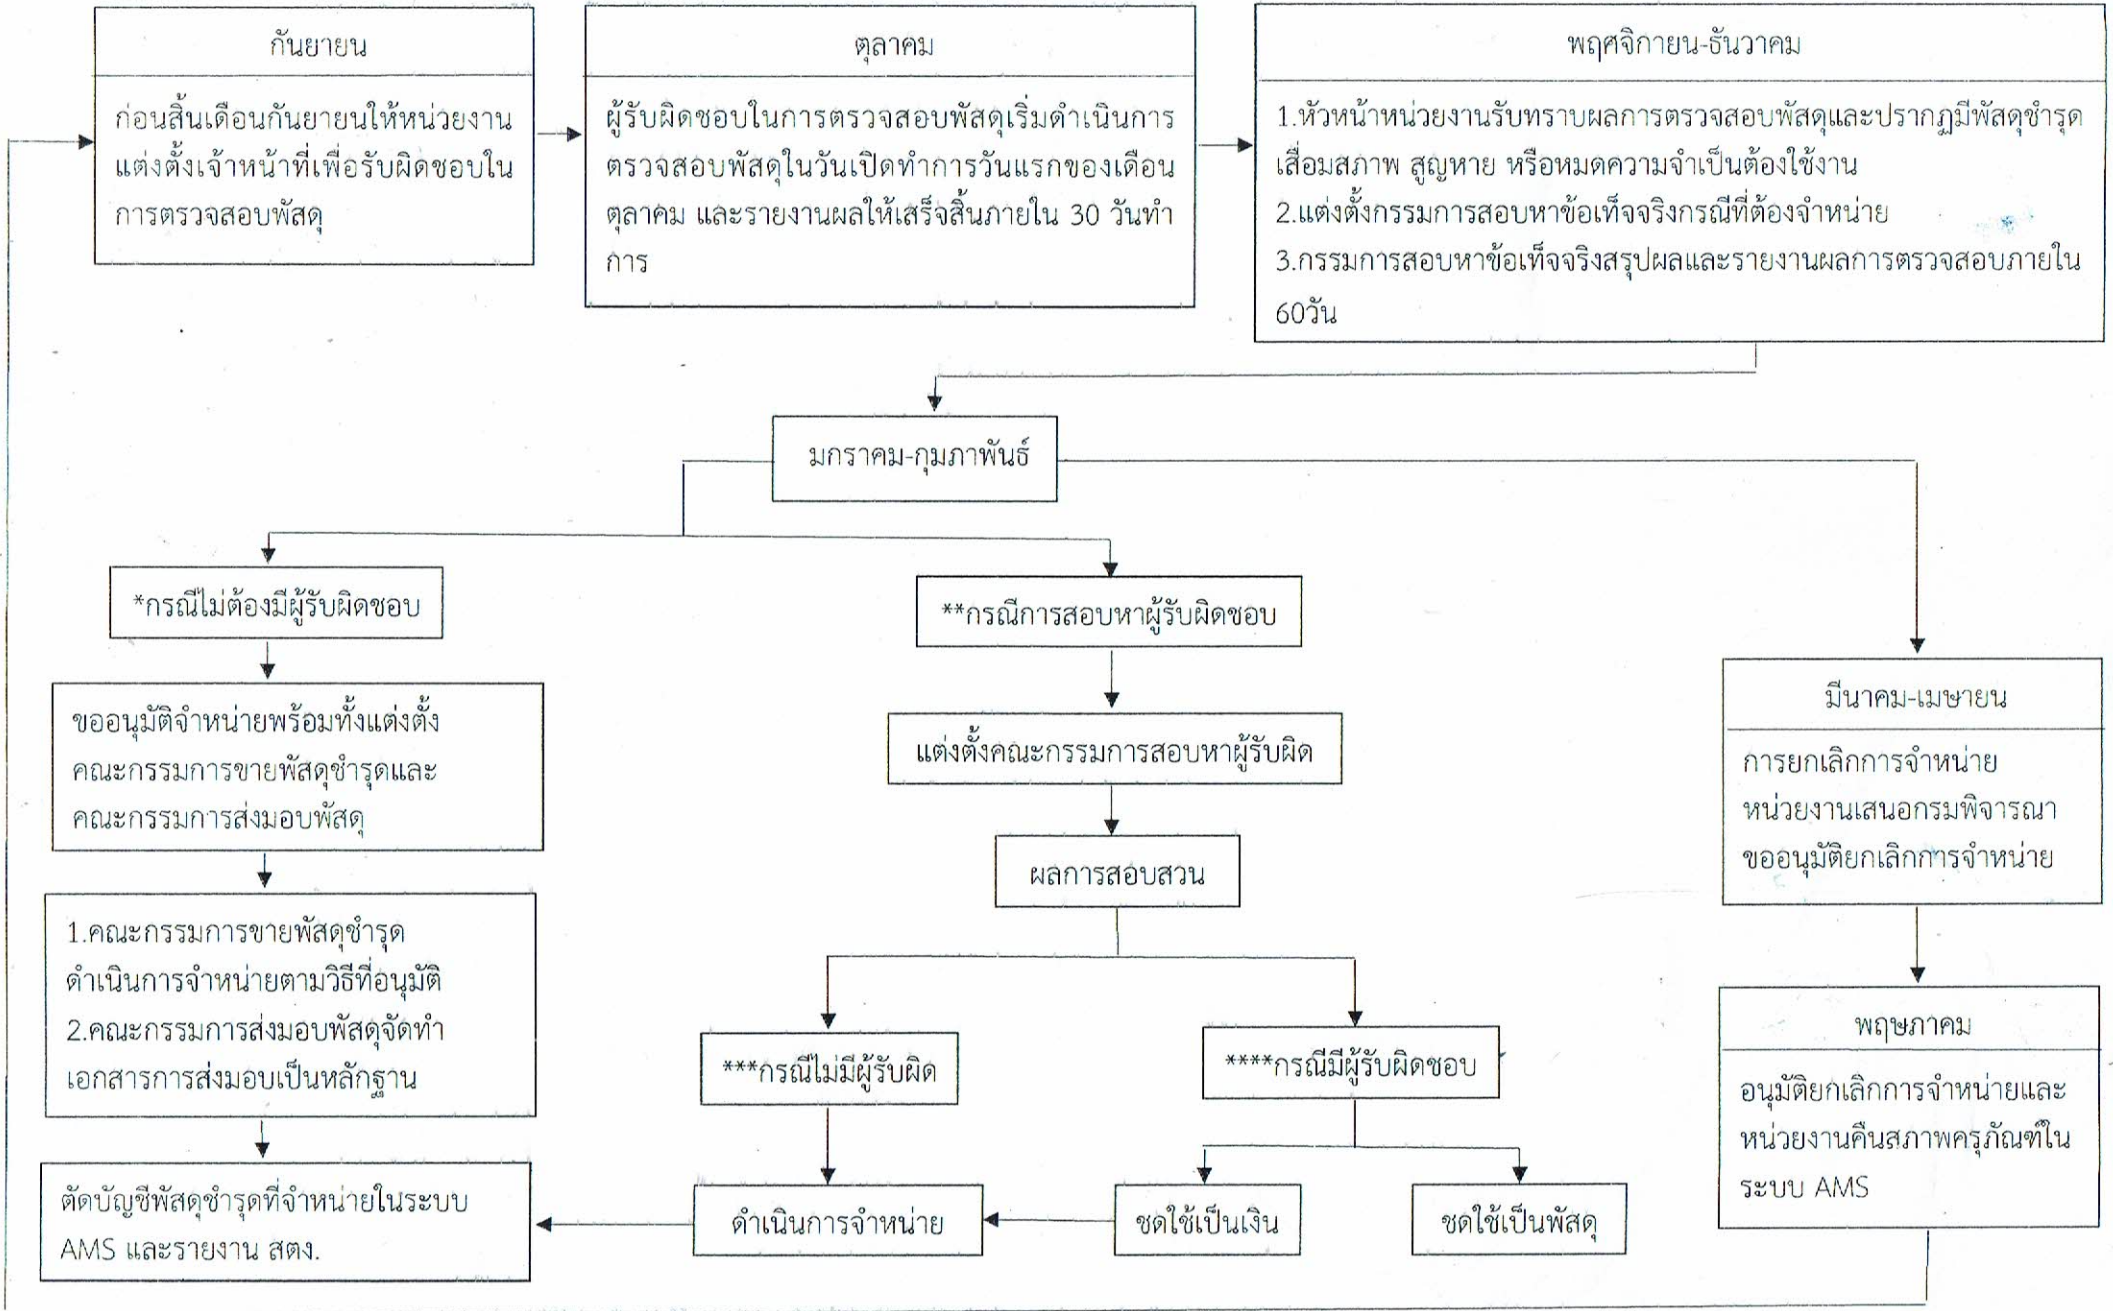 กันยายน
ก่อนสิ้นเดือนกันยายนให้หน่วยงาน
แต่งตั้งเจ้าหน้าที่เพื่อรับผิดชอบใน
การตรวจสอบพัสดุ
ตุลาคม
ผู้รับผิดชอบในการตรวจสอบพัสดุเริ่มดำเนินการ
ตรวจสอบพัสดุในวันเปิดทำการวันแรกของเดือน
ตุลาคม และรายงานผลให้เสร็จสิ้นภายใน 30 วันทำ
การ
พฤศจิกายน-ธันวาคม
1.หัวหน้าหน่วยงานรับทราบผลการตรวจสอบพัสดุและปรากฏมีพัสดุชำรุด
เสื่อมสภาพ สูญหาย หรือหมดความจำเป็นต้องใช้งาน
2.แต่งตั้งกรรมการสอบหาข้อเท็จจริงกรณีที่ต้องจำหน่าย
3.กรรมการสอบหาข้อเท็จจริงสรุปผลและรายงานผลการตรวจสอบภายใน
60วัน
มกราคม-กุมภาพันธ์
*กรณีไม่ต้องมีผู้รับผิดชอบ
ขออนุมัติจำหน่ายพร้อมทั้งแต่งตั้ง
คณะกรรมการขายพัสดุชำรุดและ
คณะกรรมการส่งมอบพัสดุ
1.คณะกรรมการขายพัสดุชำรุด
ดำเนินการจำหน่ายตามวิธีที่อนุมัติ
2.คณะกรรมการส่งมอบพัสดุจัดทำ
เอกสารการส่งมอบเป็นหลักฐาน
ตัดบัญชีพัสดุชำรุดที่จำหน่ายในระบบ
AMS และรายงาน สตง.
**กรณีการสอบหาผู้รับผิดชอบ
แต่งตั้งคณะกรรมการสอบหาผู้รับผิด
ผลการสอบสวน
***กรณีไม่มีผู้รับผิด
****กรณีมีผู้รับผิดชอบ
ดำเนินการจำหน่าย
ชดใช้เป็นเงิน
ชดใช้เป็นพัสดุ
มีนาคม-เมษายน
การยกเลิกการจำหน่าย
หน่วยงานเสนอกรมพิจารณา
ขออนุมัติยกเลิกการจำหน่าย
พฤษภาคม
อนุมัติยกเลิกการจำหน่ายและ
หน่วยงานคืนสภาพครุภัณฑ์ใน
ระบบ AMS